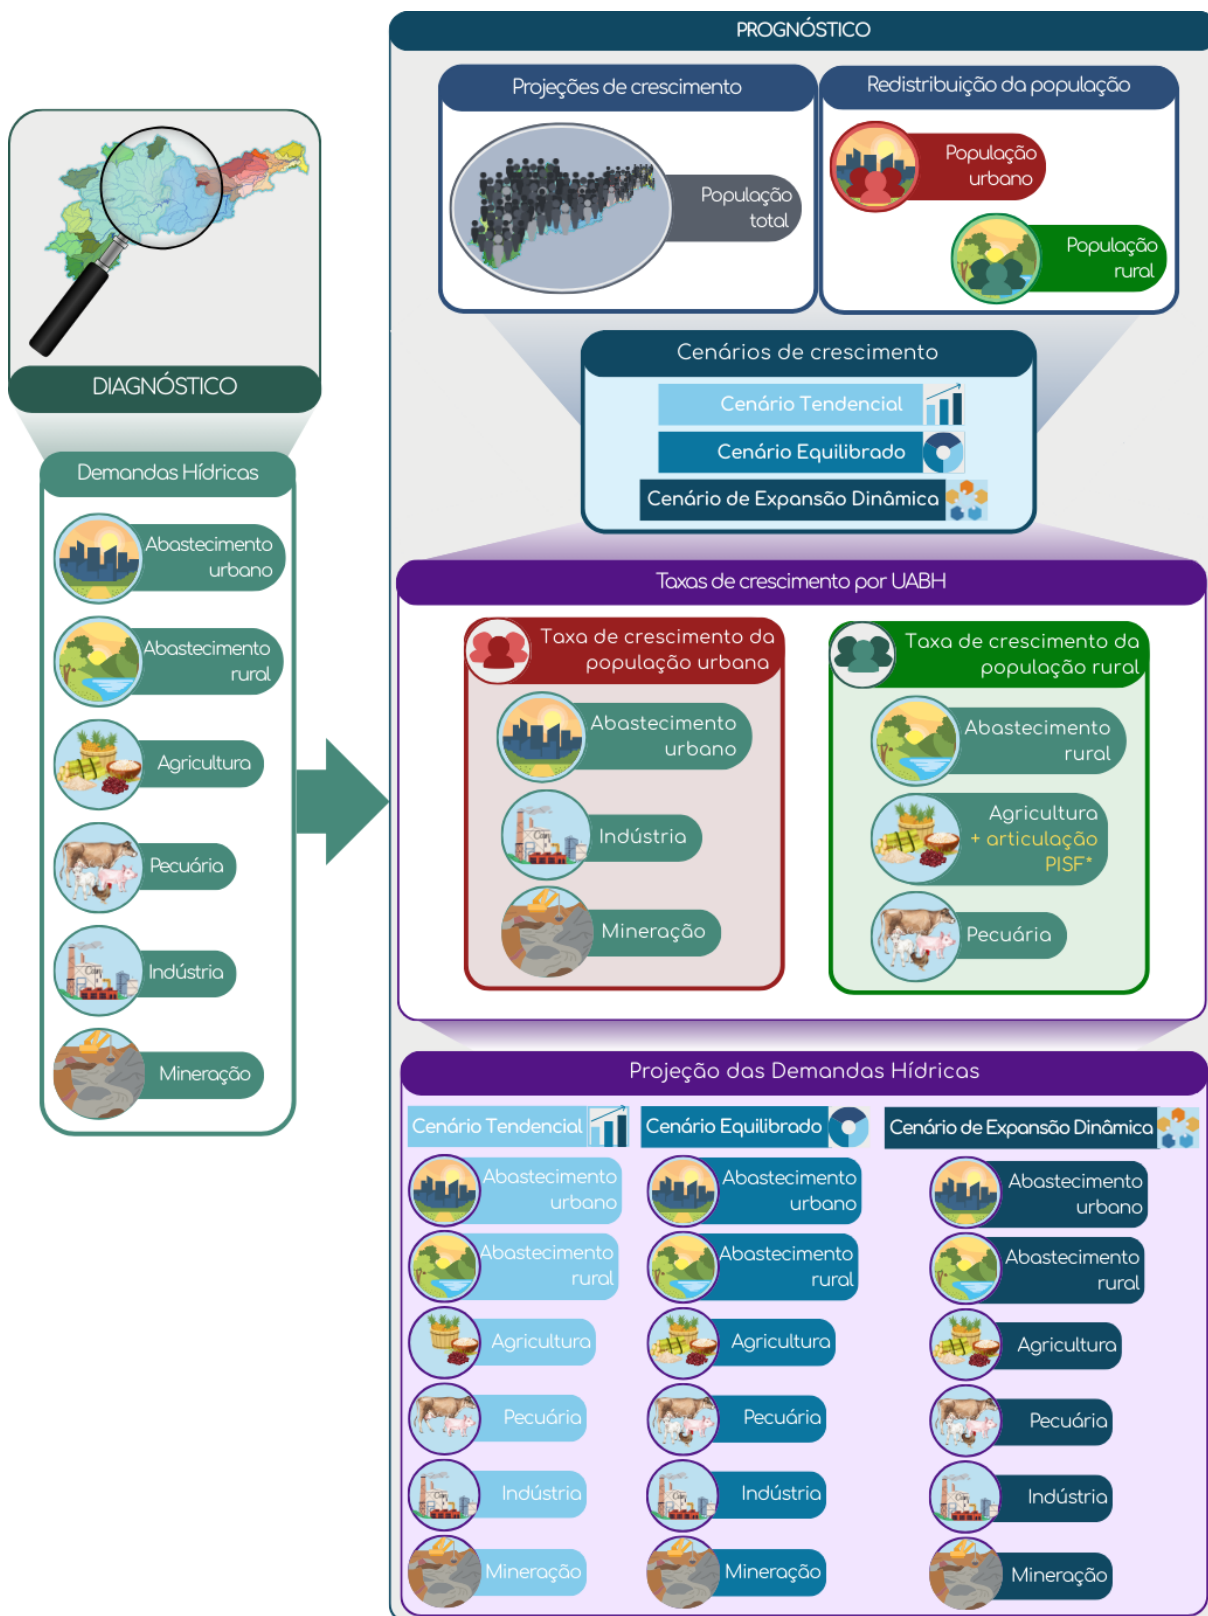 DIAGNÓSTICO
Demandas Hídricas
Abastecimento
urbano
Abastecimento
rural
Agricultura
Pecuária
Indústria
Mineração
PROGNÓSTICO
Projeções de crescimento
População
total
Redistribuição da população
População
urbano
População
rural
Cenários de crescimento
Cenário Tendencial
Cenário Equilibrado
Cenário de Expansão Dinâmica
Taxas de crescimento por UABH
Taxa de crescimento da
população urbana
Abastecimento
urbano
Indústria
Mineração
Taxa de crescimento da
população rural
Abastecimento
rural
Agricultura
+ articulação
PISF*
Pecuária
Projeção das Demandas Hídricas
Cenário Tendencial
Abastecimento
urbano
Abastecimento
rural
Agricultura
Pecuária
Indústria
Mineração
Cenário Equilibrado
Abastecimento
urbano
Abastecimento
rural
Agricultura
Pecuária
Indústria
Mineração
Cenário de Expansão Dinâmica
Abastecimento
urbano
Abastecimento
rural
Agricultura
Pecuária
Indústria
Mineração